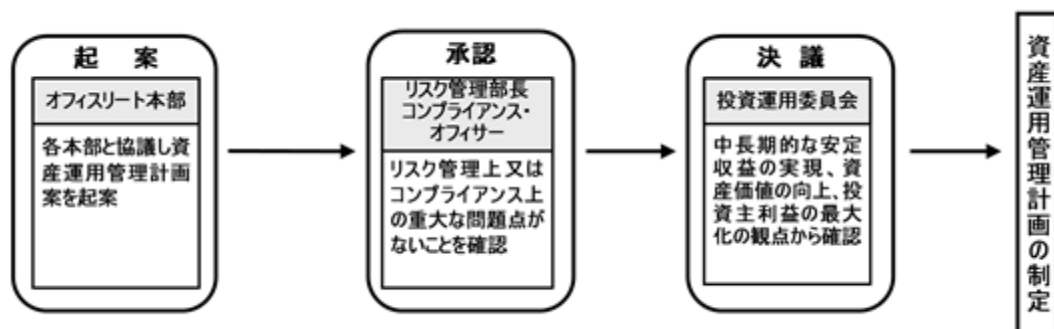 起　案
オフィスリート本部
各本部と協議し資
産運用管理計画
案を起案
承認
リスク管理部長
コンプライアンス・
オフィサー
リスク管理上又は
コンプライアンス上
の重大な問題点が
ないことを確認
決 議
投資運用委員会
中長期的な安定
収益の実現、資
産価値の向上、投
資主利益の最大
化の観点から確認
資産運用管理計画の制定